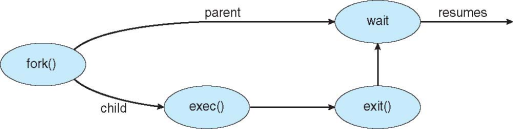 parent
wait
resumes
fork()
child
exec()
exit()